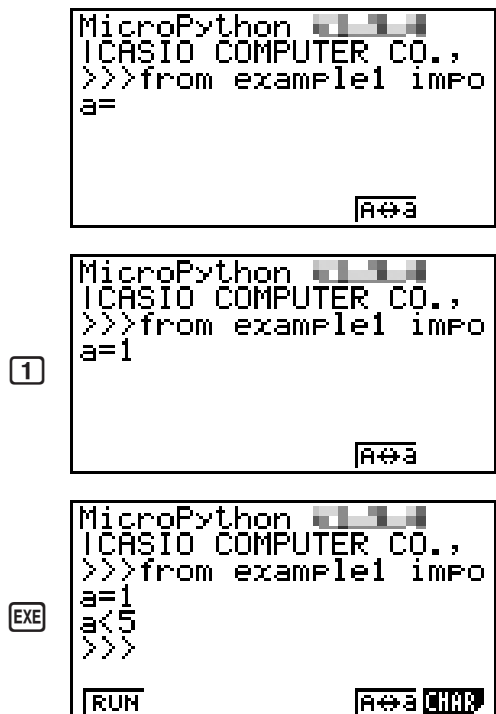 MicroPython
|CASIO COMPUTER CO.,
>>>from example1 impo
a=
A↔a
1
MicroPython
|CASIO COMPUTER CO.,
>>>from example1 impo
a=1
A↔a
EXE
MicroPython
|CASIO COMPUTER CO.,
>>>from example1 impo
a=1
a<5
>>>
RUN A↔a CHAR